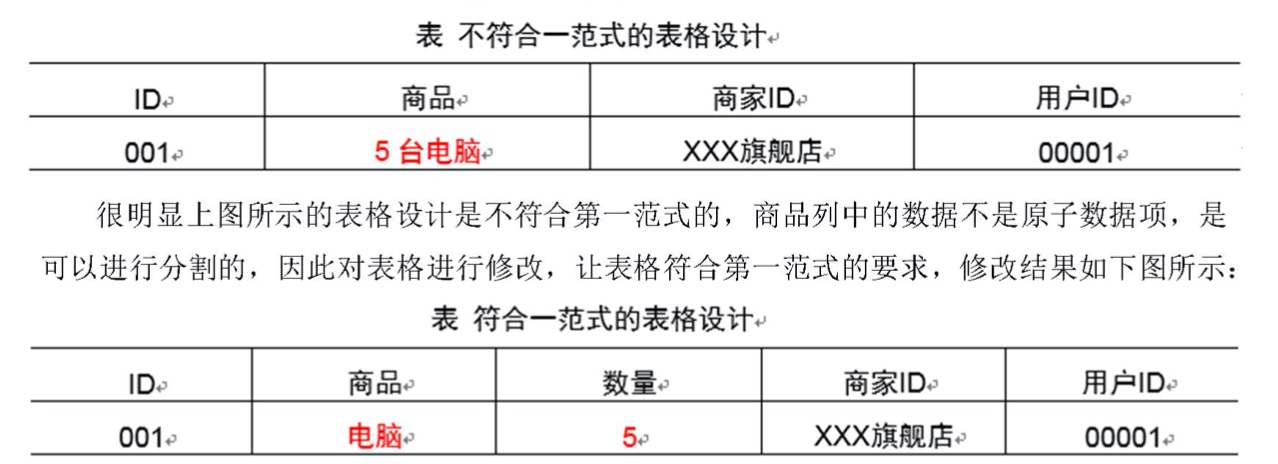 表 不符合一范式的表格设计
ID 商品 商家ID 用户ID
001 5 台电脑 XXX旗舰店 00001
很明显上图所示的表格设计是不符合第一范式的，商品列中的数据不是原子数据项，是
可以进行分割的，因此对表格进行修改，让表格符合第一范式的要求，修改结果如下图所示：
表 符合一范式的表格设计
ID 商品 数量 商家ID 用户ID
001 电脑 5 XXX旗舰店 00001